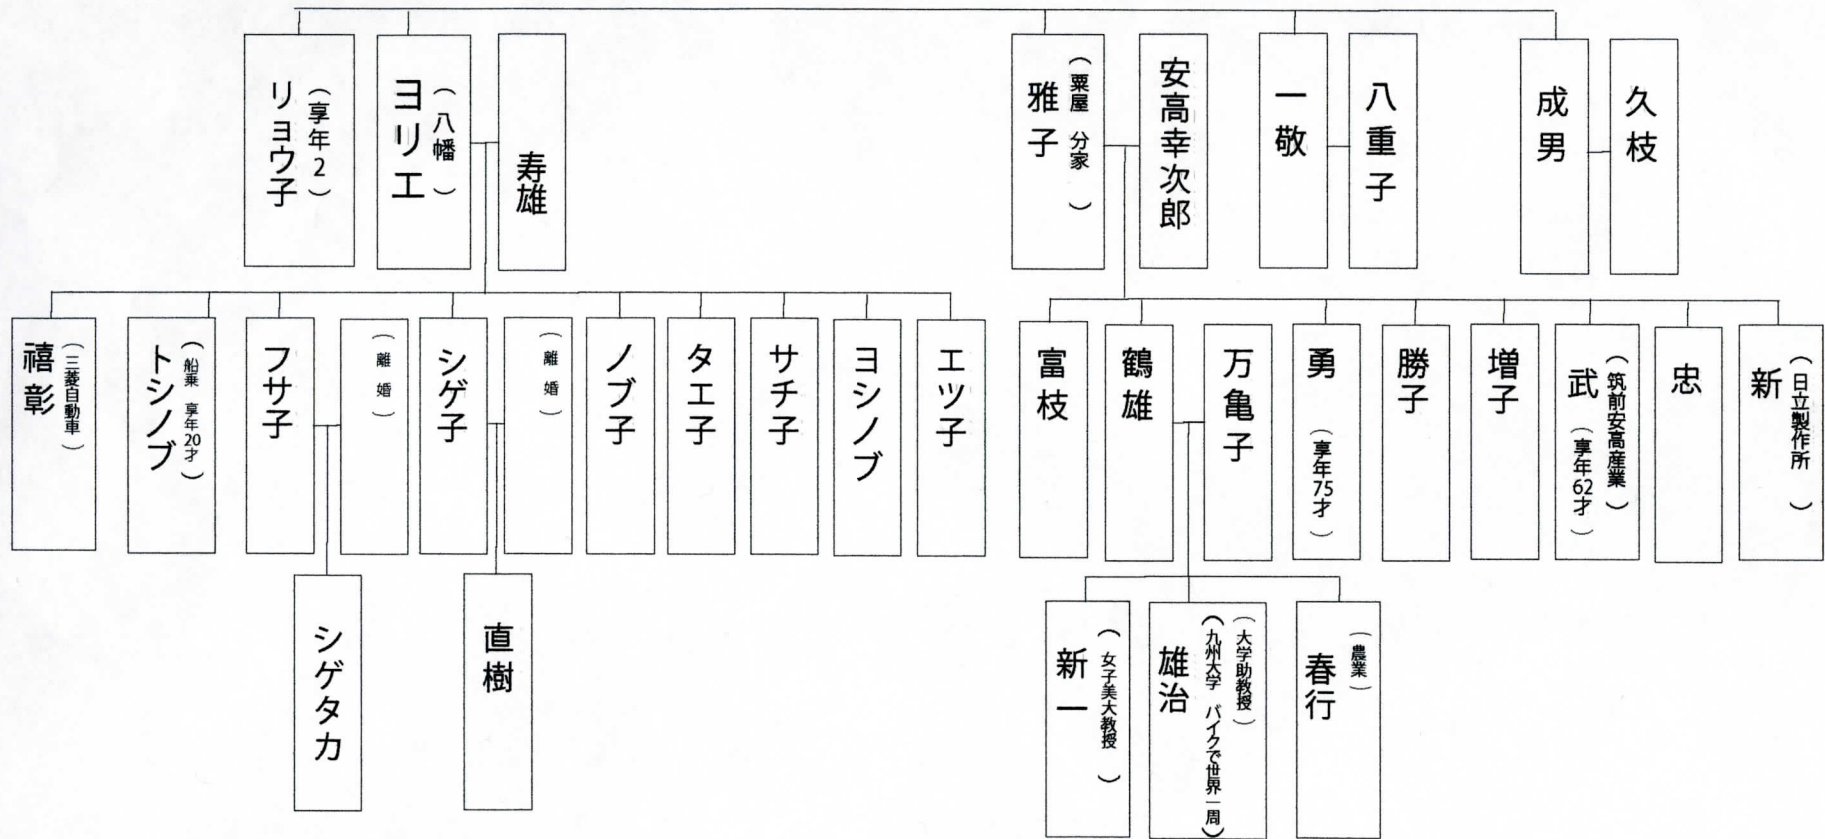 久枝
成男
八重子
一敬
安高幸次郎
（粟屋 分家 ）
雅子
寿雄
（八幡）
ヨリエ
（享年２）
リョウ子
（日立製作所 ）
新
忠
（筑前安高産業）
武（享年62才）
増子
勝子
勇（享年75才）
万亀子
鶴雄
富枝
エツ子
ヨシノブ
サチ子
タエ子
ノブ子
（離婚）
シゲ子
（離婚）
フサ子
（船乗 享年20才）
トシノブ
（三菱自動車）
禧彰
（農業）
春行
（大学助教授）
（九州大学 バイクで世界一周）
雄治
（女子美大教授 ）
新一
直樹
シゲタカ